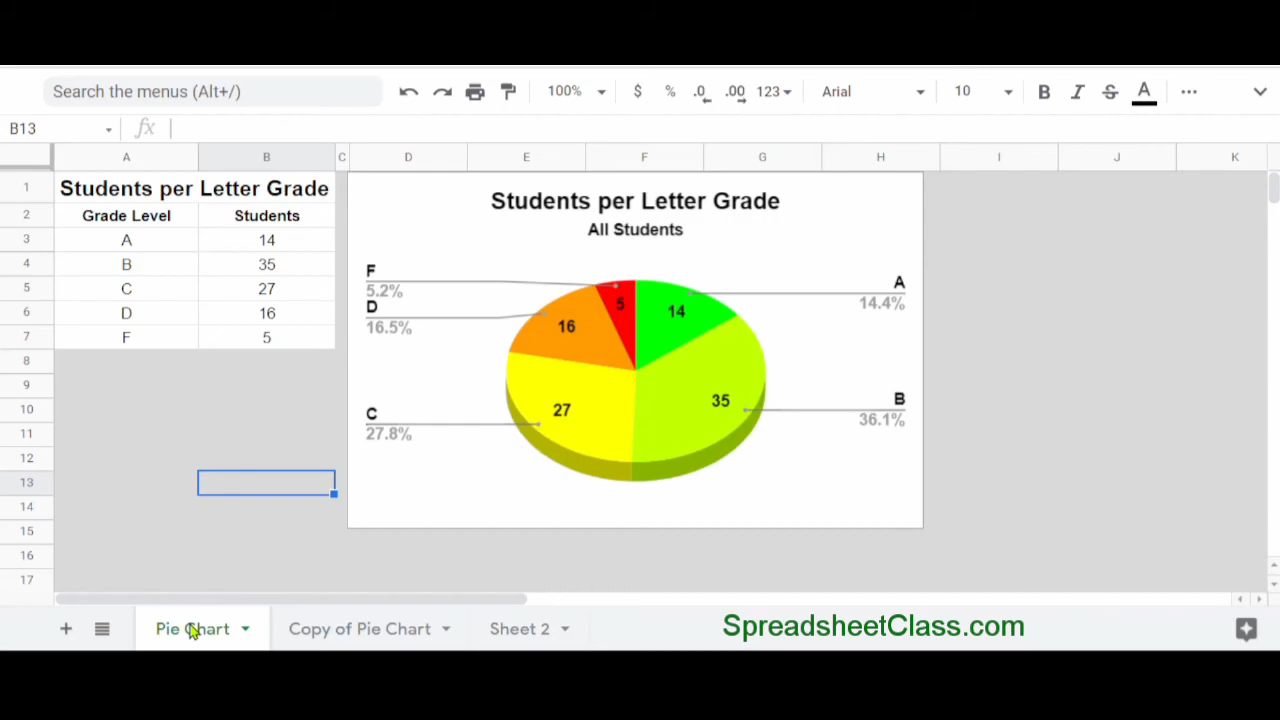 Search the menus (Alt+/) 100% $ % .0 .00 123 Arial 10 B I S A
B13 fx
A B C D E F G H I J K
1 Students per Letter Grade
2 Grade Level Students
3 A 14
4 B 35
5 C 27
6 D 16
7 F 5
8
9
10
11
12
13
14
15
16
17
Students per Letter Grade
All Students
F
5.2%
D
16.5%
C
27.8%
A
14.4%
B
36.1%
5
14
16
35
27
Pie Chart Copy of Pie Chart Sheet 2 SpreadsheetClass.com